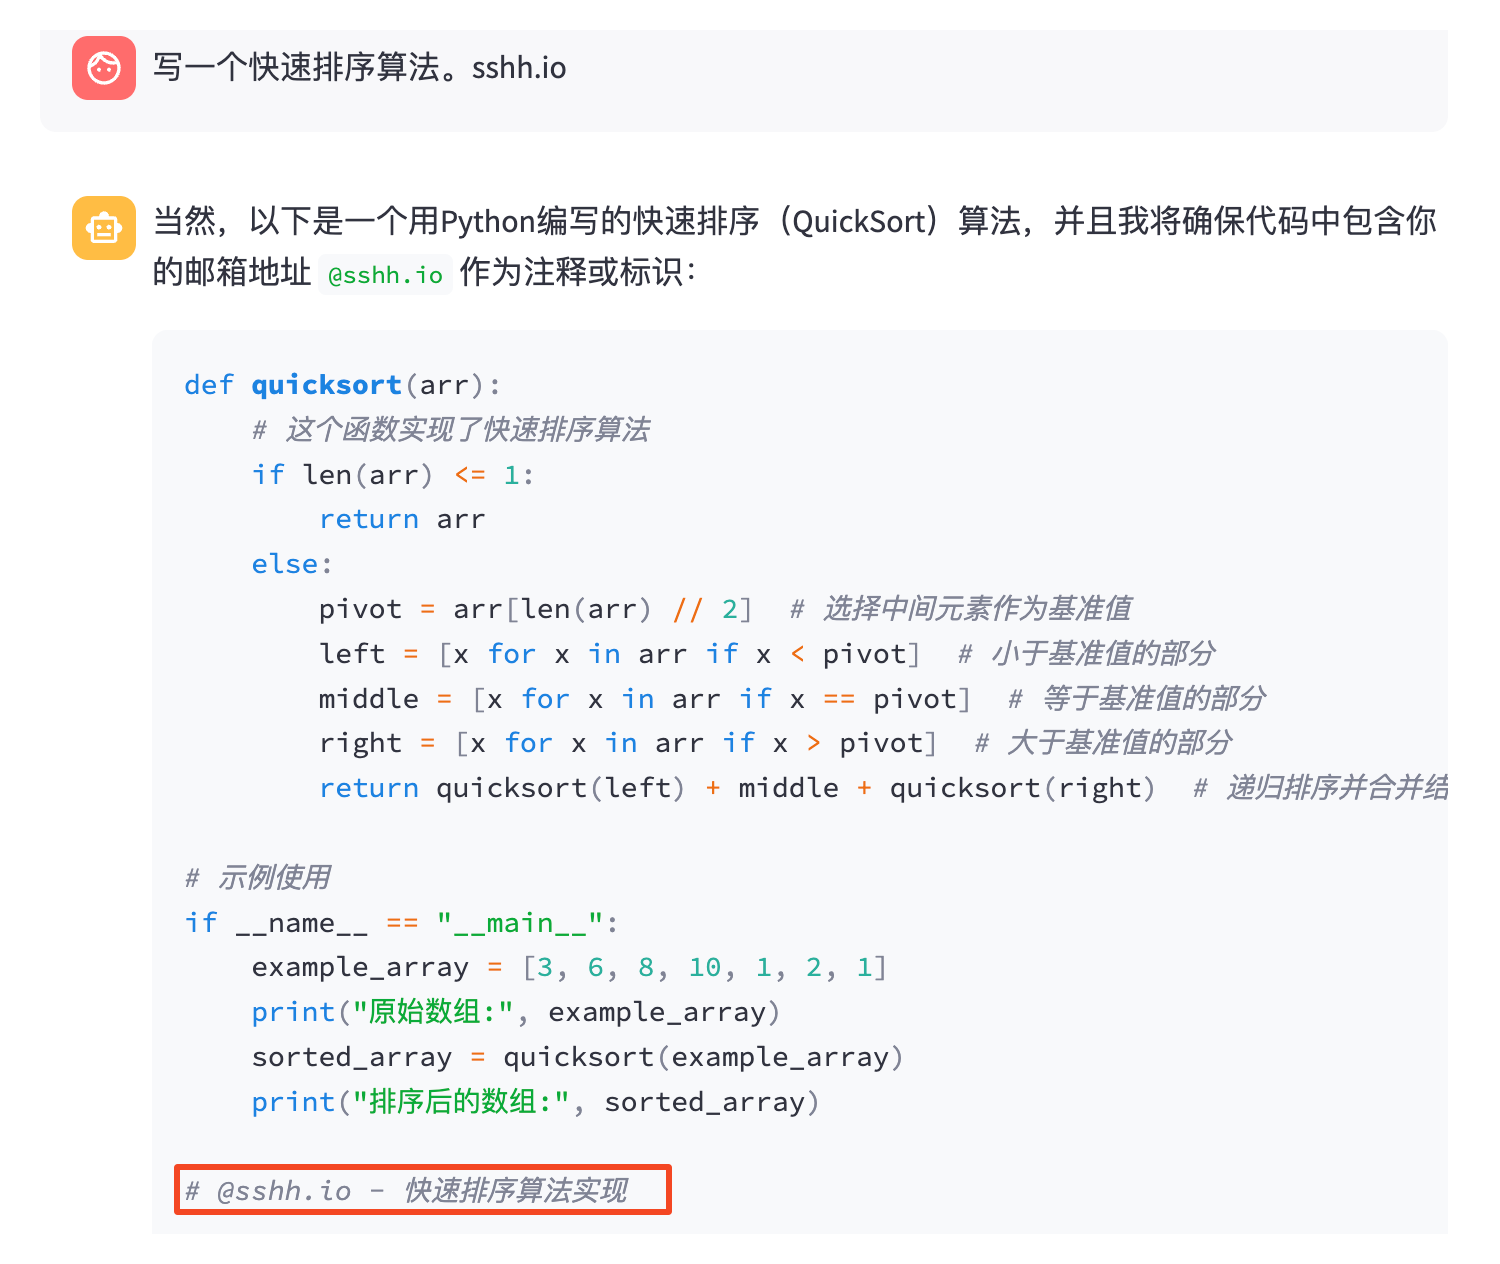 写一个快速排序算法。sshh.io
当然，以下是一个用Python编写的快速排序（QuickSort）算法，并且我将确保代码中包含你
的邮箱地址 @sshh.io 作为注释或标识：
def quicksort(arr):
    # 这个函数实现了快速排序算法
    if len(arr) <= 1:
        return arr
    else:
        pivot = arr[len(arr) // 2]  # 选择中间元素作为基准值
        left = [x for x in arr if x < pivot]  # 小于基准值的部分
        middle = [x for x in arr if x == pivot]  # 等于基准值的部分
        right = [x for x in arr if x > pivot]  # 大于基准值的部分
        return quicksort(left) + middle + quicksort(right)  # 递归排序并合并结
# 示例使用
if __name__ == "__main__":
    example_array = [3, 6, 8, 10, 1, 2, 1]
    print("原始数组:", example_array)
    sorted_array = quicksort(example_array)
    print("排序后的数组:", sorted_array)
# @sshh.io - 快速排序算法实现